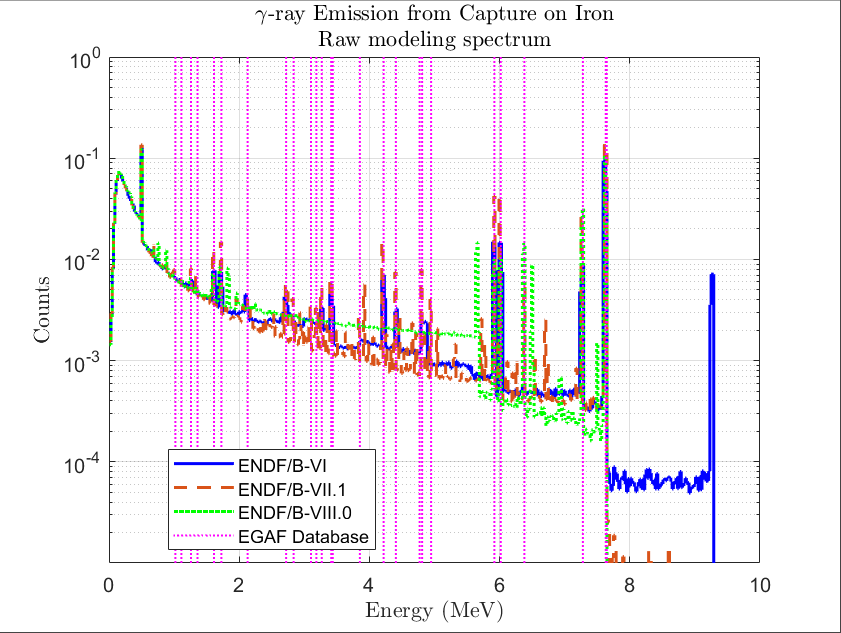 γ-ray Emission from Capture on Iron
Raw modeling spectrum
10^0
10^-1
10^-2
10^-3
10^-4
Counts
ENDF/B-VI
ENDF/B-VII.1
ENDF/B-VIII.0
EGAF Database
0 2 4 6 8 10
Energy (MeV)